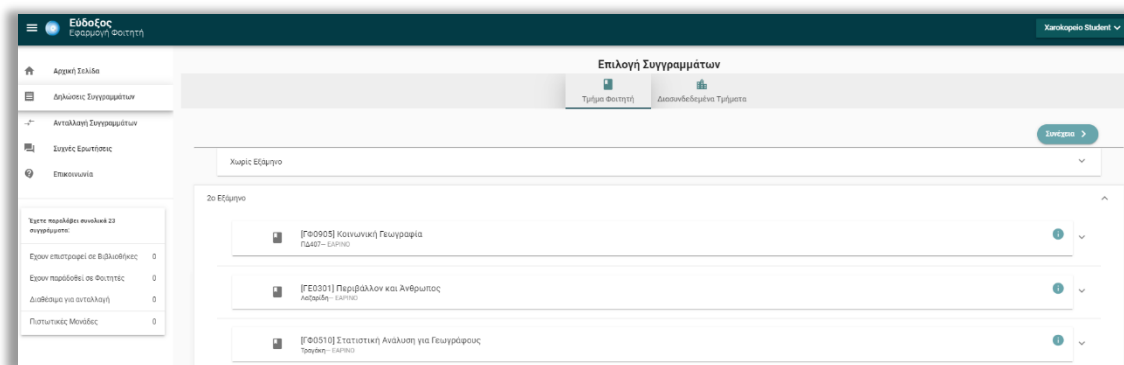 Εύδοξος
Εφαρμογή Φοιτητή
Xarokopeio Student
Αρχική Σελίδα
Δηλώσεις Συγγραμμάτων
Ανταλλαγή Συγγραμμάτων
Συχνές Ερωτήσεις
Επικοινωνία
Έχετε παραλάβει συνολικά 23
συγγράμματα:
Έχουν επιστραφεί σε Βιβλιοθήκες 0
Έχουν παραδοθεί σε Φοιτητές 0
Διαθέσιμα για ανταλλαγή 0
Πιστωτικές Μονάδες 0
Επιλογή Συγγραμμάτων
Τμήμα Φοιτητή
Διασυνδεδεμένα Τμήματα
Συνέχεια
Χωρίς Εξάμηνο
2ο Εξάμηνο
[ΓΦ0905] Κοινωνική Γεωγραφία
ΠΔ407 – ΕΑΡΙΝΟ
[ΓΕ0301] Περιβάλλον και Άνθρωπος
Λαζαρίδη – ΕΑΡΙΝΟ
[ΓΦ0510] Στατιστική Ανάλυση για Γεωγράφους
Τραγάκη – ΕΑΡΙΝΟ